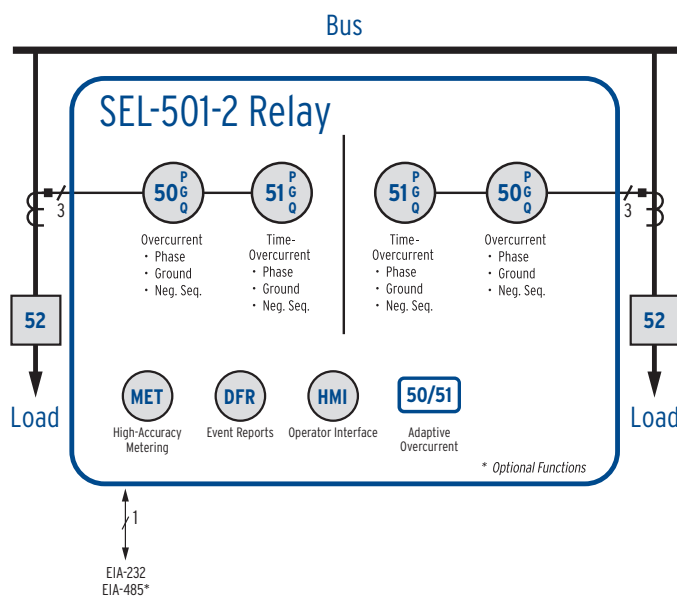 Bus
SEL-501-2 Relay
50 P G Q
51 P G Q
51 P G Q
50 P G Q
3
3
Overcurrent
· Phase
· Ground
· Neg. Seq.
Time-
Overcurrent
· Phase
· Ground
· Neg. Seq.
Time-
Overcurrent
· Phase
· Ground
· Neg. Seq.
Overcurrent
· Phase
· Ground
· Neg. Seq.
52
52
Load
Load
MET
DFR
HMI
50/51
High-Accuracy
Metering
Event Reports
Operator Interface
Adaptive
Overcurrent
* Optional Functions
1
EIA-232
EIA-485*